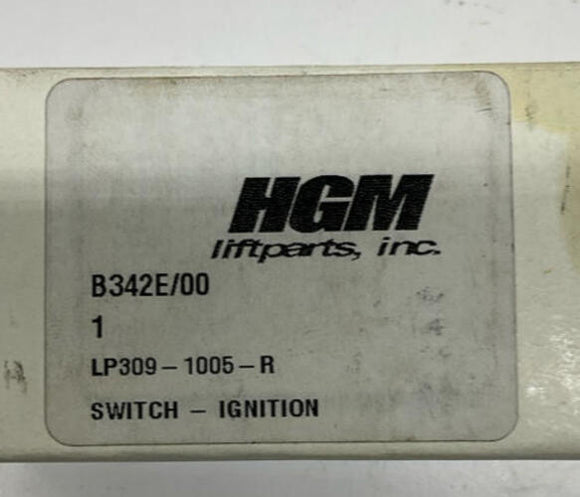 HGM
liftparts, inc.
B342E/00
1
LP309-1005-R
SWITCH - IGNITION